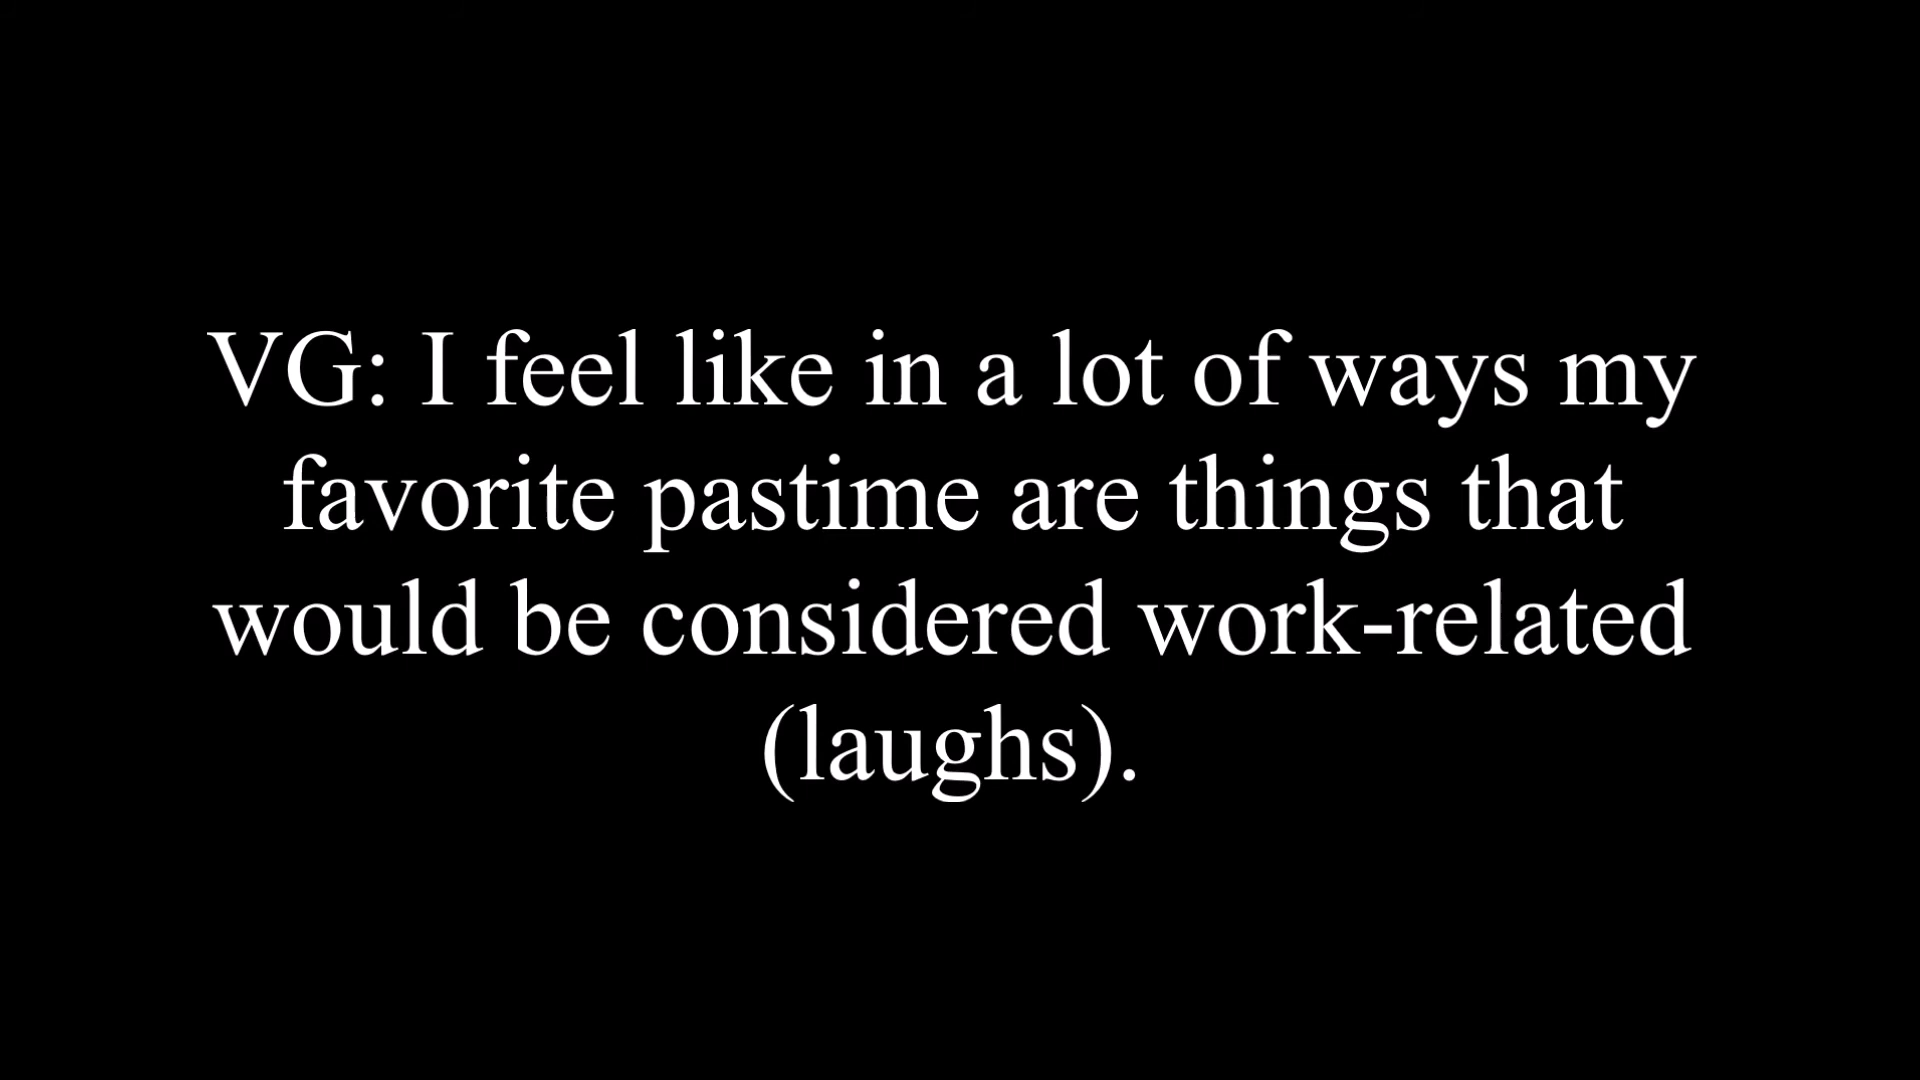 VG: I feel like in a lot of ways my
favorite pastime are things that
would be considered work-related
(laughs).